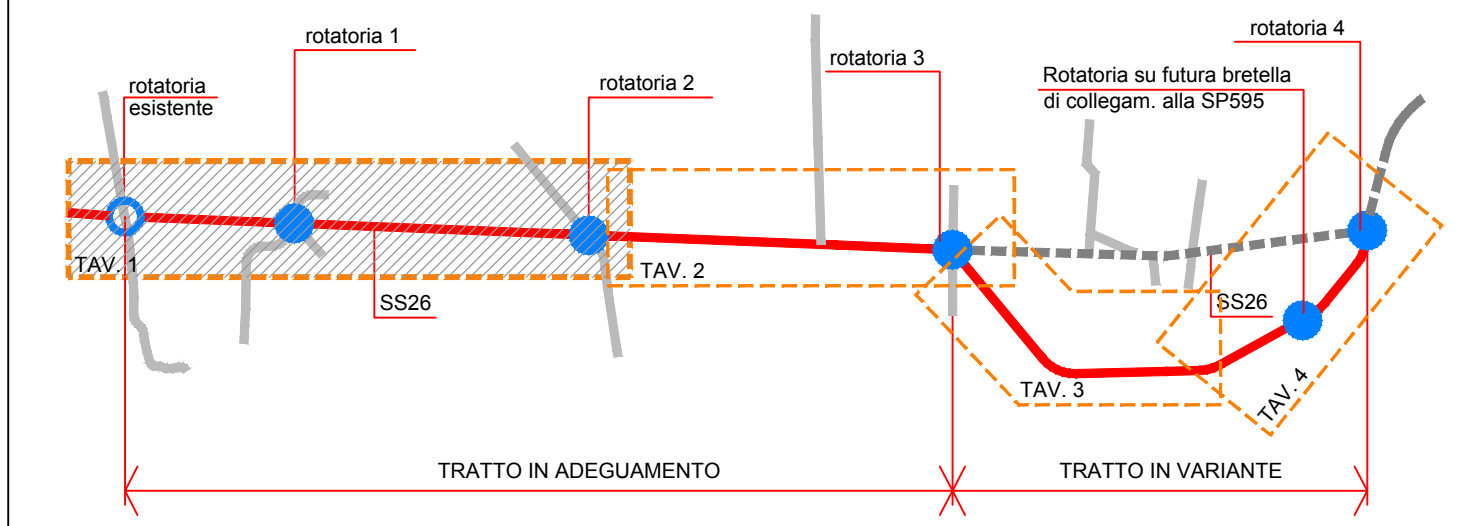 rotatoria 1
rotatoria 4
rotatoria 3
Rotatoria su futura bretella
di collegam. alla SP595
rotatoria
esistente
rotatoria 2
TAV. 1
TAV. 2
SS26
SS26
TAV. 3
TAV. 4
TRATTO IN ADEGUAMENTO
TRATTO IN VARIANTE